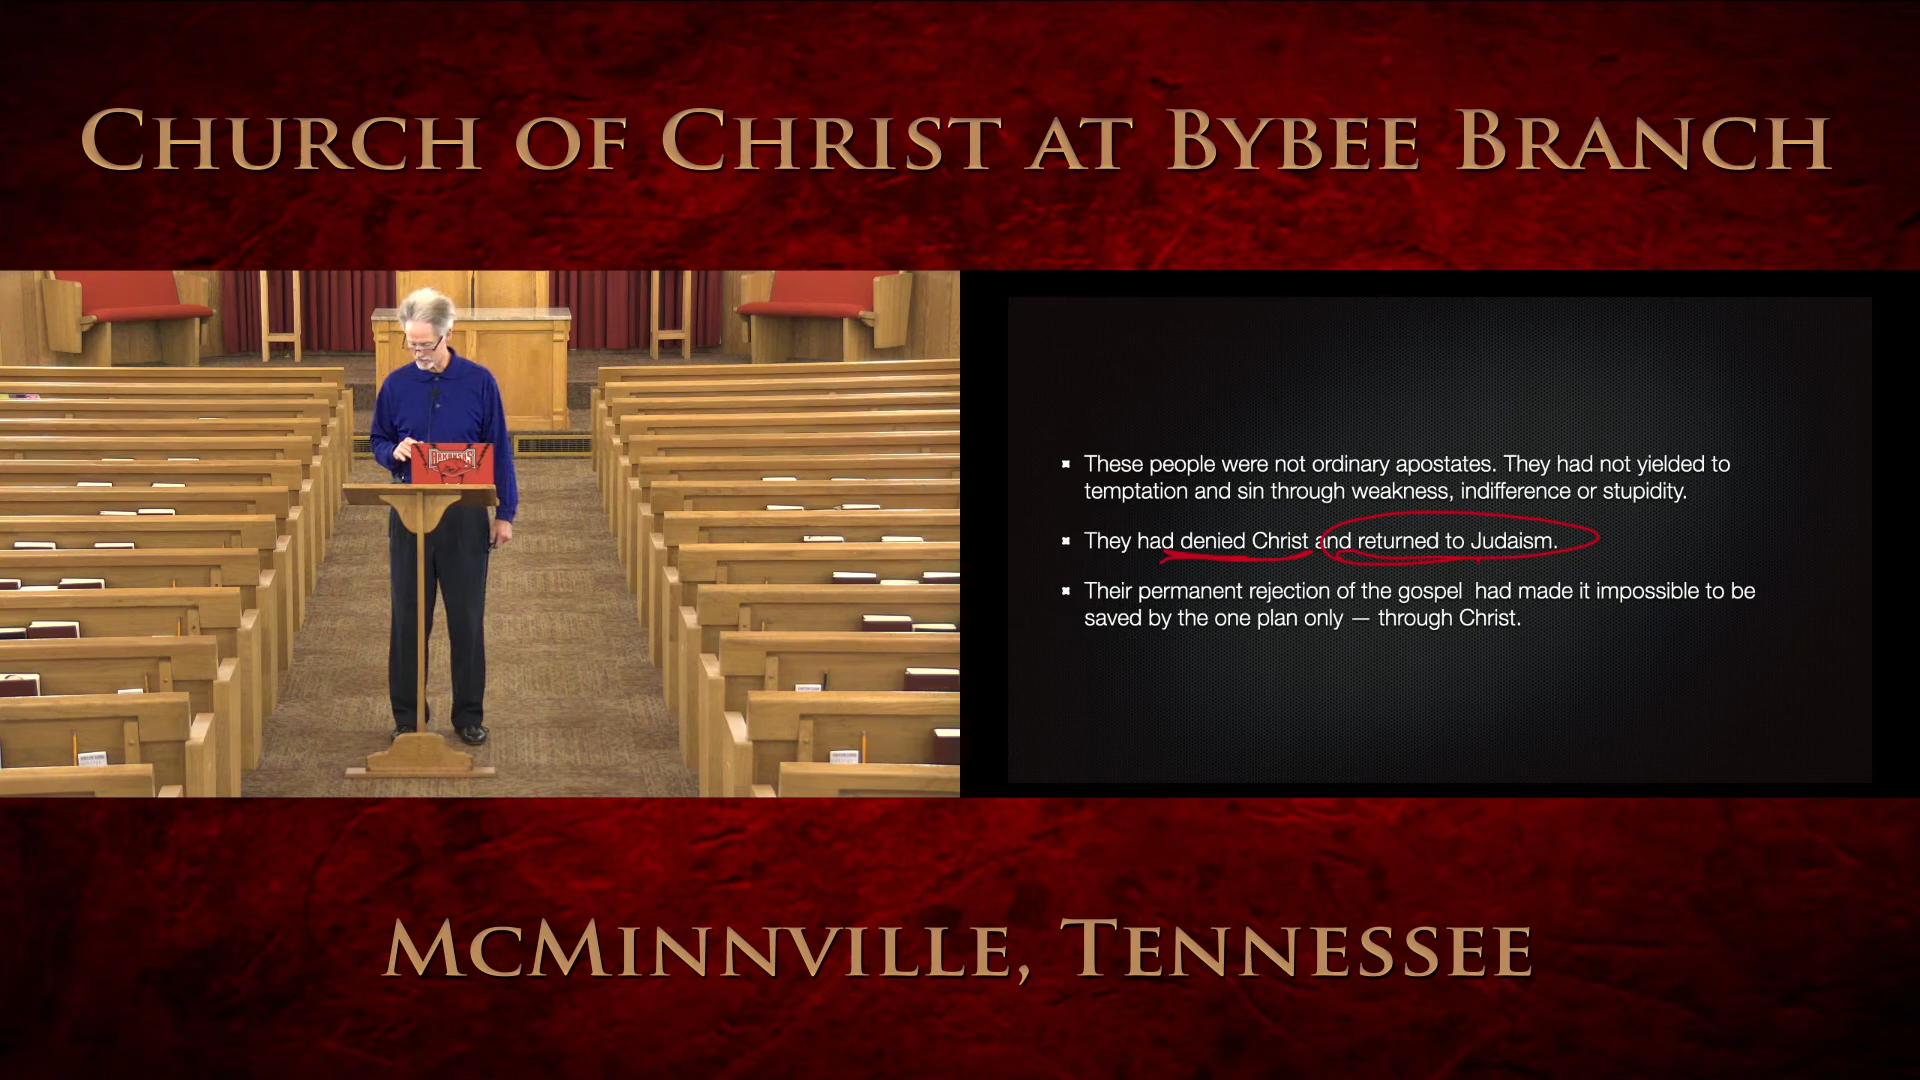 CHURCH OF CHRIST AT BYBEE BRANCH
ARKANSAS
These people were not ordinary apostates. They had not yielded to
temptation and sin through weakness, indifference or stupidity.
They had denied Christ and returned to Judaism.
Their permanent rejection of the gospel had made it impossible to be
saved by the one plan only — through Christ.
MCMINNVILLE, TENNESSEE